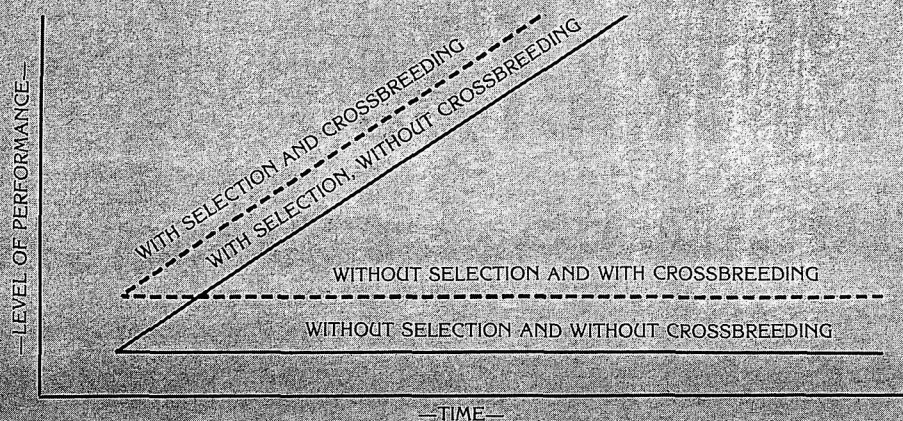 —LEVEL OF PERFORMANCE—
WITH SELECTION AND CROSSBREEDING
WITH SELECTION, WITHOUT CROSSBREEDING
WITHOUT SELECTION AND WITH CROSSBREEDING
WITHOUT SELECTION AND WITHOUT CROSSBREEDING
—TIME—